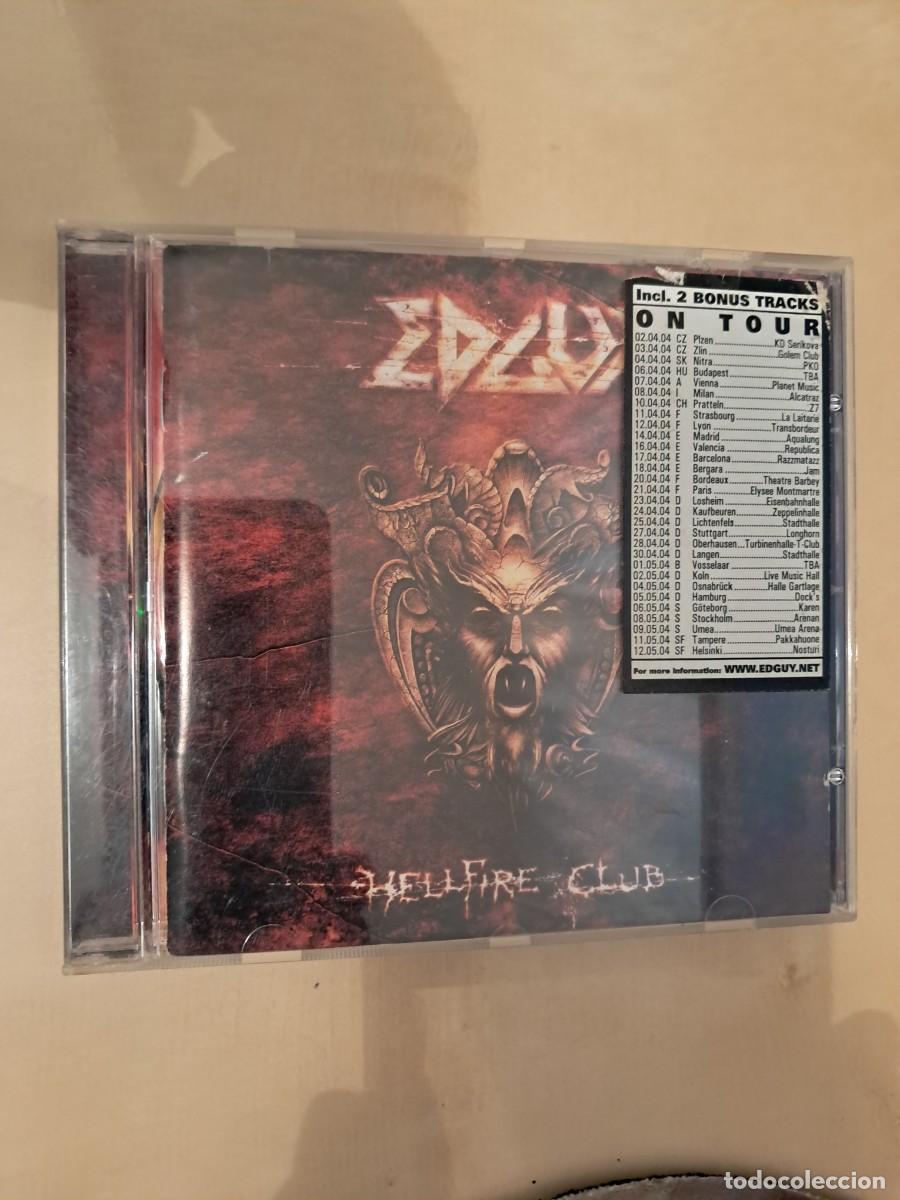 EDGUY
Incl. 2 BONUS TRACKS
ON TOUR
02.04.04 CZ Plzen KD Serikova
03.04.04 CZ Zlin Golem Club
04.04.04 SK Nitra PKO
06.04.04 HU Budapest TBA
07.04.04 A Vienna Planet Music
08.04.04 I Milan Alcatraz
10.04.04 CH Pratteln Z7
11.04.04 F Strasbourg La Laiterie
12.04.04 F Lyon Transbordeur
14.04.04 E Madrid Aqualung
16.04.04 E Valencia Republica
17.04.04 E Barcelona Razzmatazz
18.04.04 E Bergara Jam
20.04.04 F Bordeaux Theatre Barbey
21.04.04 F Paris Elysee Montmartre
23.04.04 D Losheim Eisenbahnhalle
24.04.04 D Kaufbeuren Zeppelinhalle
25.04.04 D Lichtenfels Stadthalle
27.04.04 D Stuttgart Longhorn
28.04.04 D Oberhausen Turbinenhalle-T-Club
30.04.04 D Langen Stadthalle
01.05.04 B Vosselaar TBA
02.05.04 D Koln Live Music Hall
04.05.04 D Osnabrück Halle Gartlage
05.05.04 D Hamburg Dock's
06.05.04 S Göteborg Karen
08.05.04 S Stockholm Arenan
09.05.04 S Umea Umea Arena
11.05.04 SF Tampere Pakkahuone
12.05.04 SF Helsinki Nosturi
For more information: WWW.EDGUY.NET
HELLFIRE CLUB
todocoleccion